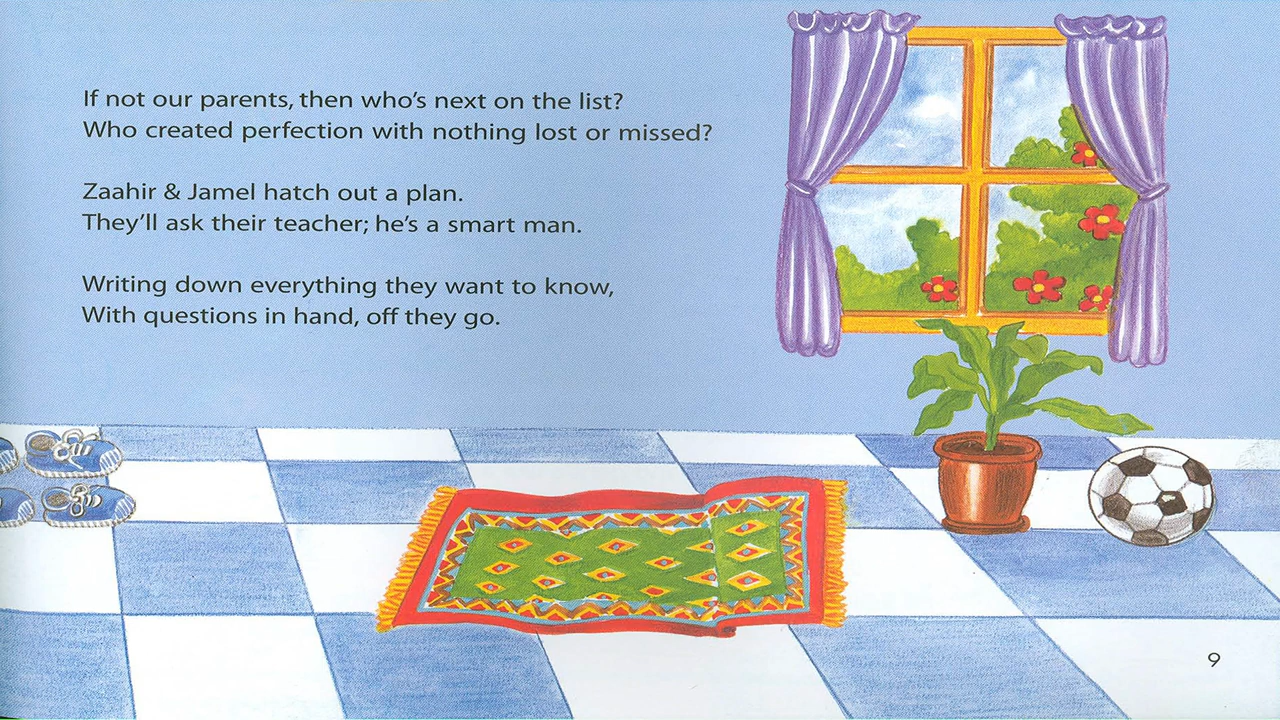 If not our parents, then who's next on the list?
Who created perfection with nothing lost or missed?
Zaahir & Jamel hatch out a plan.
They'll ask their teacher; he's a smart man.
Writing down everything they want to know,
With questions in hand, off they go.
9